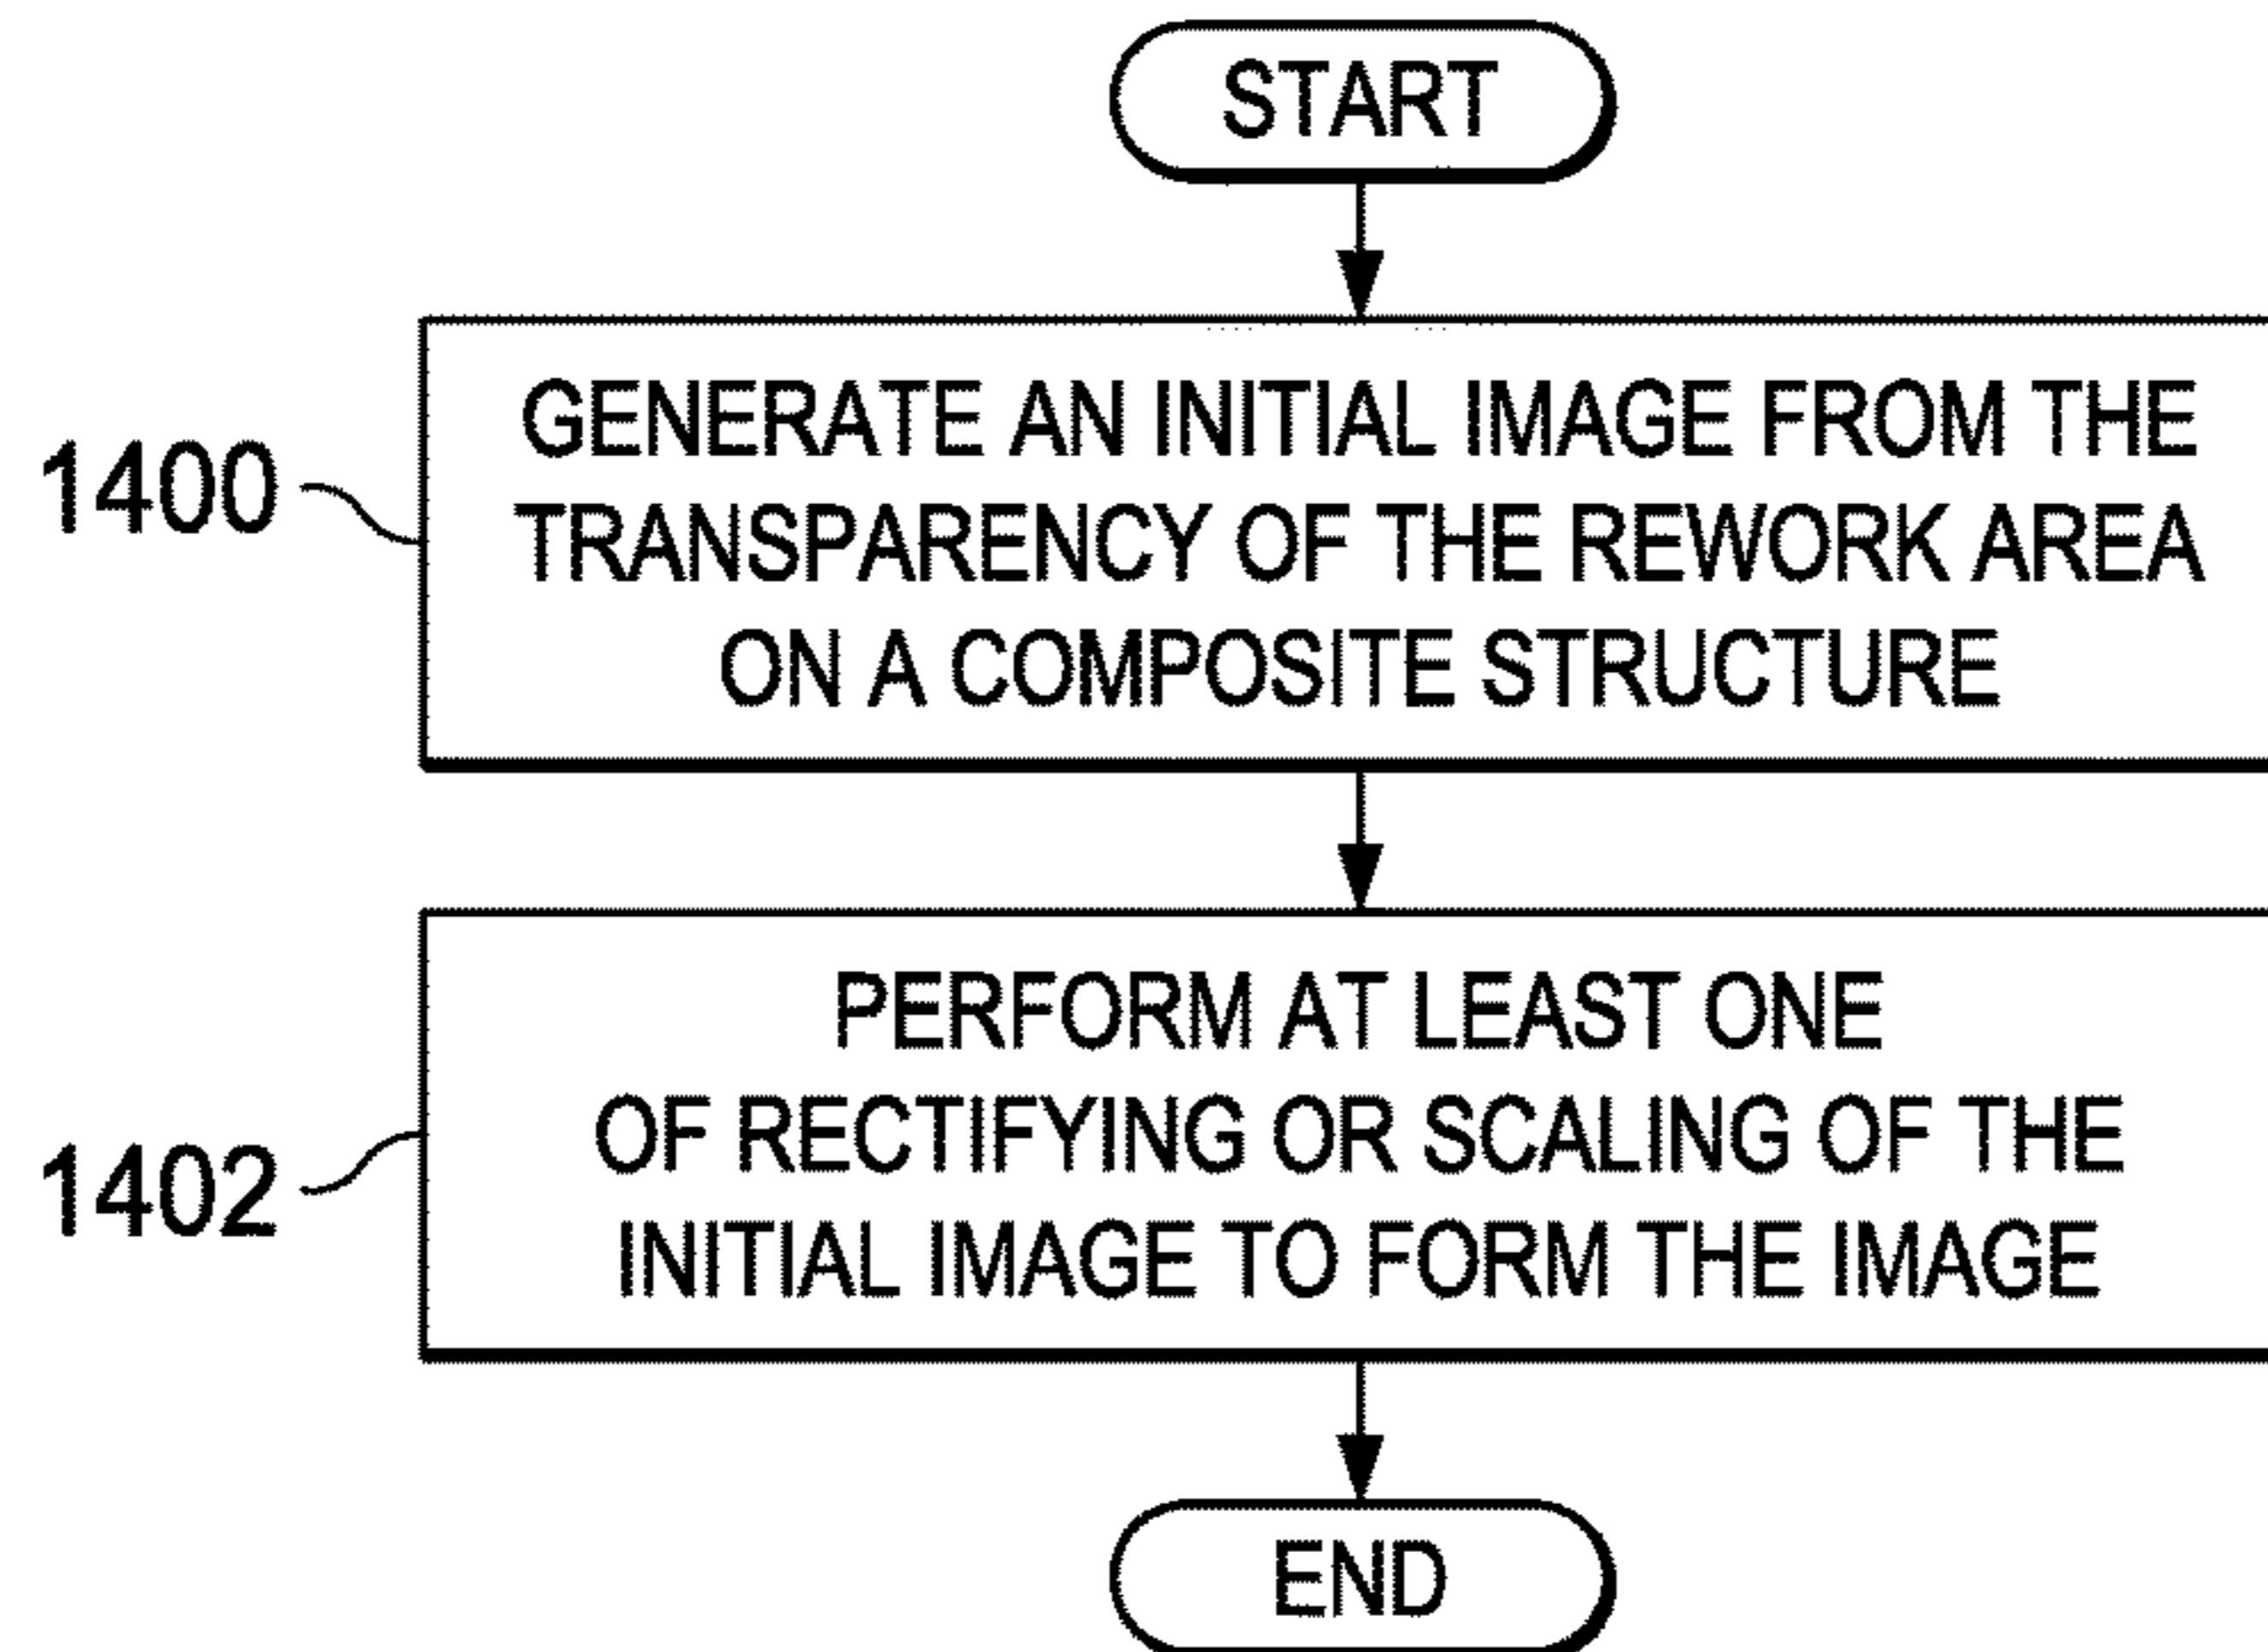 START
1400
GENERATE AN INITIAL IMAGE FROM THE
TRANSPARENCY OF THE REWORK AREA
ON A COMPOSITE STRUCTURE
1402
PERFORM AT LEAST ONE
OF RECTIFYING OR SCALING OF THE
INITIAL IMAGE TO FORM THE IMAGE
END